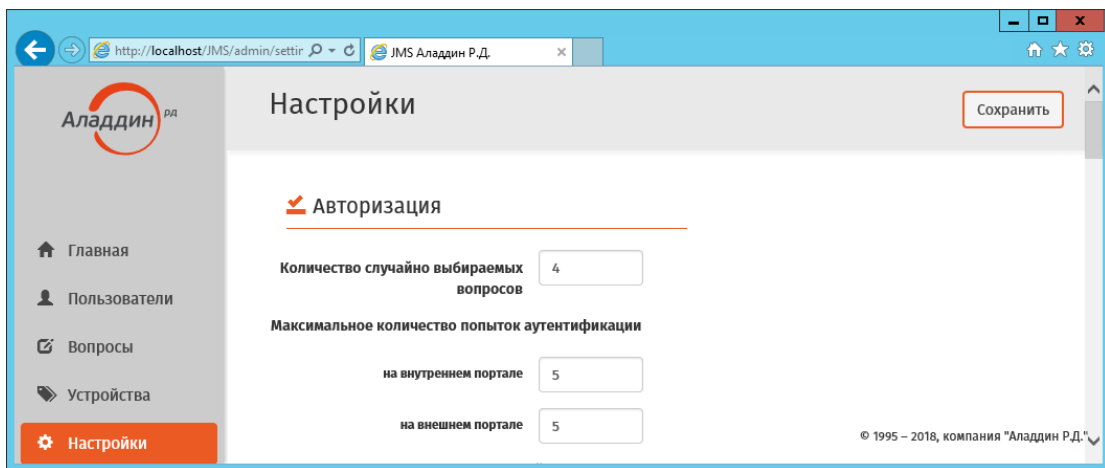 http://localhost/JMS/admin/settir
JMS Аладдин Р.Д.
Аладдин РД
Настройки
Сохранить
Авторизация
Главная
Пользователи
Вопросы
Устройства
Настройки
Количество случайно выбираемых
вопросов
4
Максимальное количество попыток аутентификации
на внутреннем портале
5
на внешнем портале
5
© 1995 – 2018, компания "Аладдин Р.Д."